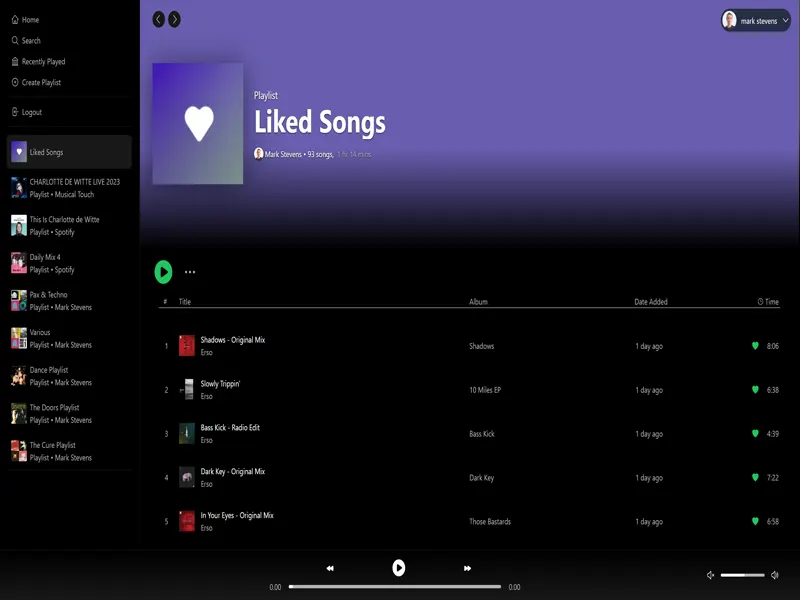 Home
Search
Recently Played
Create Playlist
Logout
Liked Songs
CHARLOTTE DE WITTE LIVE 2023
Playlist • Musical Touch
This Is Charlotte de Witte
Playlist • Spotify
Daily Mix 4
Playlist • Spotify
Pax & Techno
Playlist • Mark Stevens
Various
Playlist • Mark Stevens
Dance Playlist
Playlist • Mark Stevens
The Doors Playlist
Playlist • Mark Stevens
The Cure Playlist
Playlist • Mark Stevens
mark stevens
Playlist
Liked Songs
Mark Stevens • 93 songs,
# Title Album Date Added Time
1 Shadows - Original Mix Shadows 1 day ago 8:06
Erso
2 Slowly Trippin' 10 Miles EP 1 day ago 6:38
Erso
3 Bass Kick - Radio Edit Bass Kick 1 day ago 4:39
Erso
4 Dark Key - Original Mix Dark Key 1 day ago 7:22
Erso
5 In Your Eyes - Original Mix Those Bastards 1 day ago 6:58
Erso
0:00 0:00